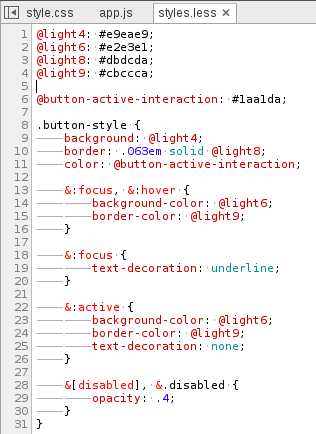 style.css app.js styles.less ✕
1 @light4: #e9eae9;
2 @light6: #e2e3e1;
3 @light8: #dbdcda;
4 @light9: #cbccca;
5
6 @button-active-interaction: #1aa1da;
7
8 .button-style {
9 background: @light4;
10 border: .063em solid @light8;
11 color: @button-active-interaction;
12
13 &:focus, &:hover {
14 background-color: @light6;
15 border-color: @light9;
16 }
17
18 &:focus {
19 text-decoration: underline;
20 }
21
22 &:active {
23 background-color: @light6;
24 border-color: @light9;
25 text-decoration: none;
26 }
27
28 &[disabled], &.disabled {
29 opacity: .4;
30 }
31 }